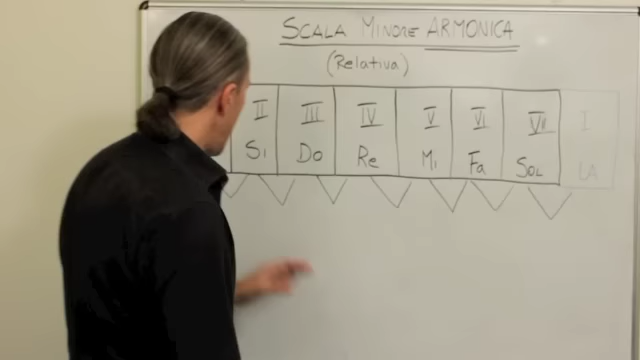 SCALA MINORE ARMONICA
(Relativa)
II III IV V VI VII I
SI DO RE MI FA SOL LA